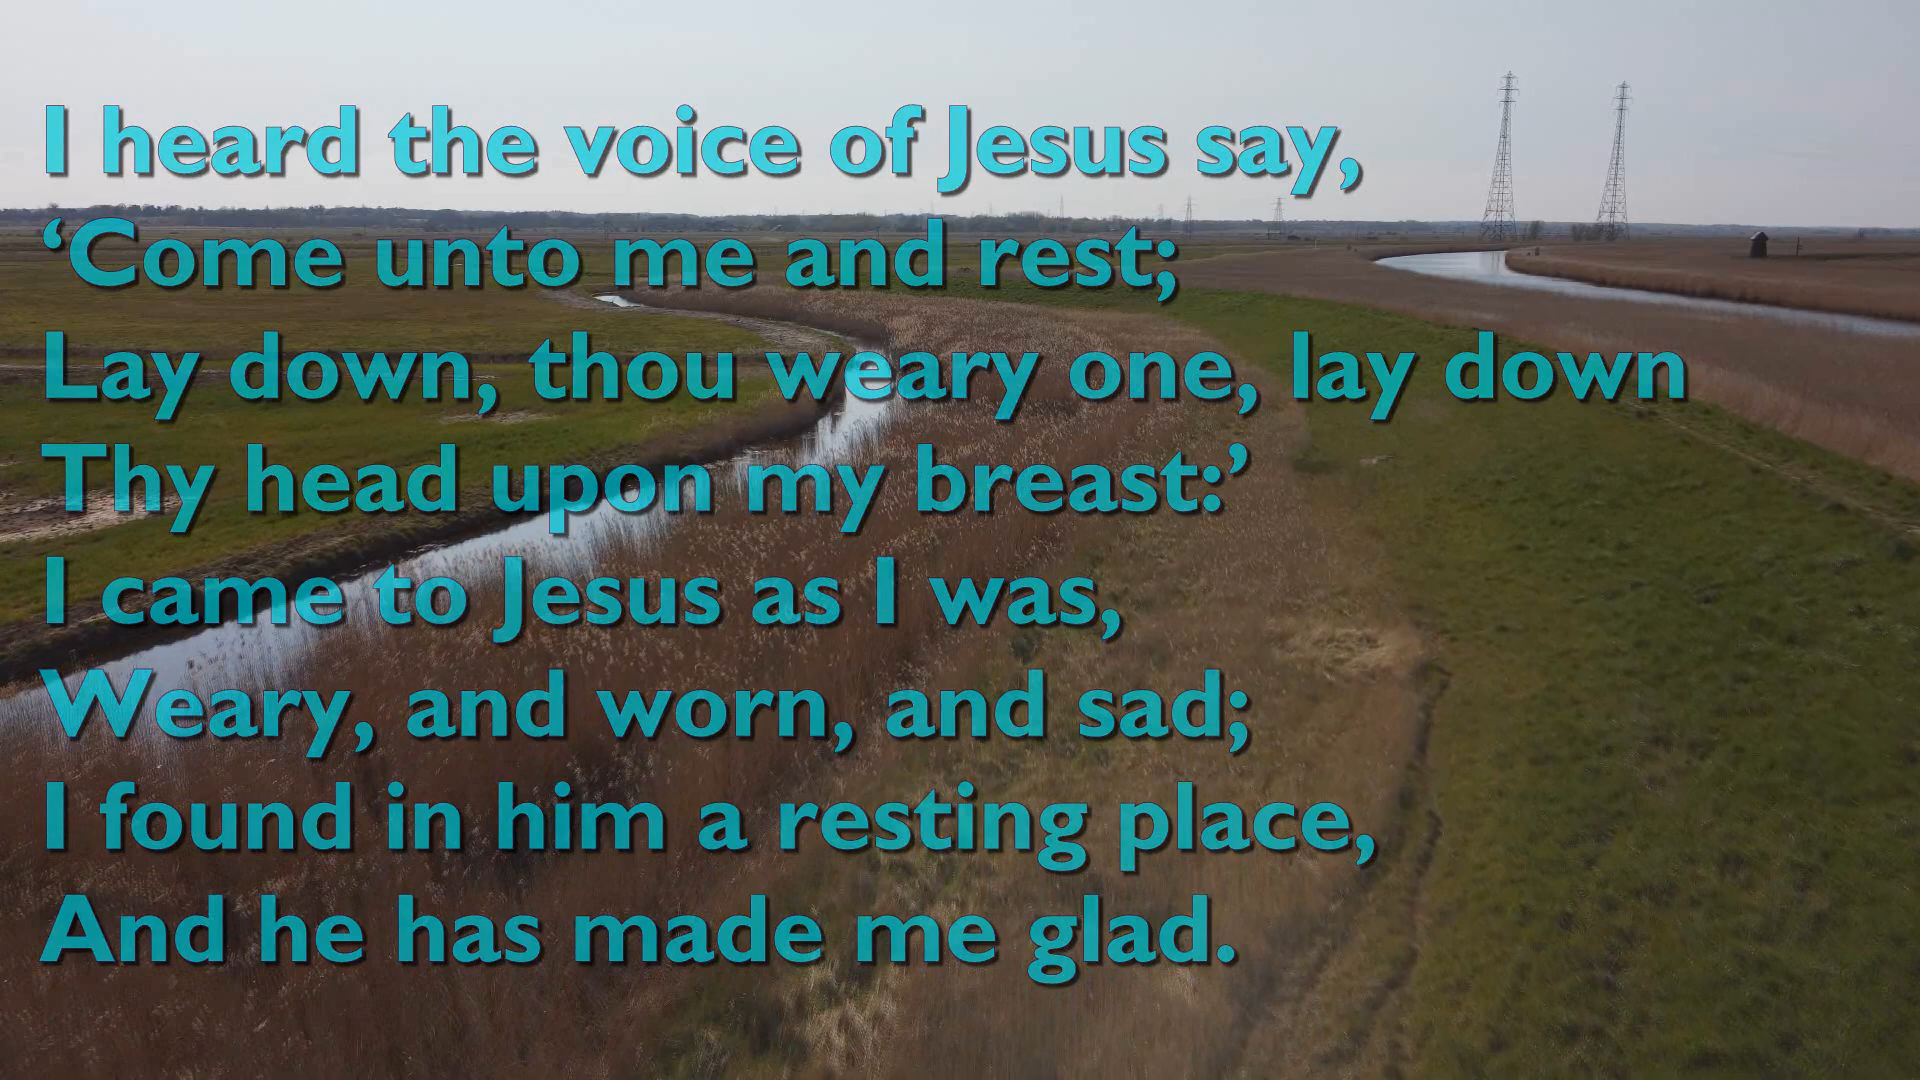 I heard the voice of Jesus say,
‘Come unto me and rest;
Lay down, thou weary one, lay down
Thy head upon my breast:’
I came to Jesus as I was,
Weary, and worn, and sad;
I found in him a resting place,
And he has made me glad.